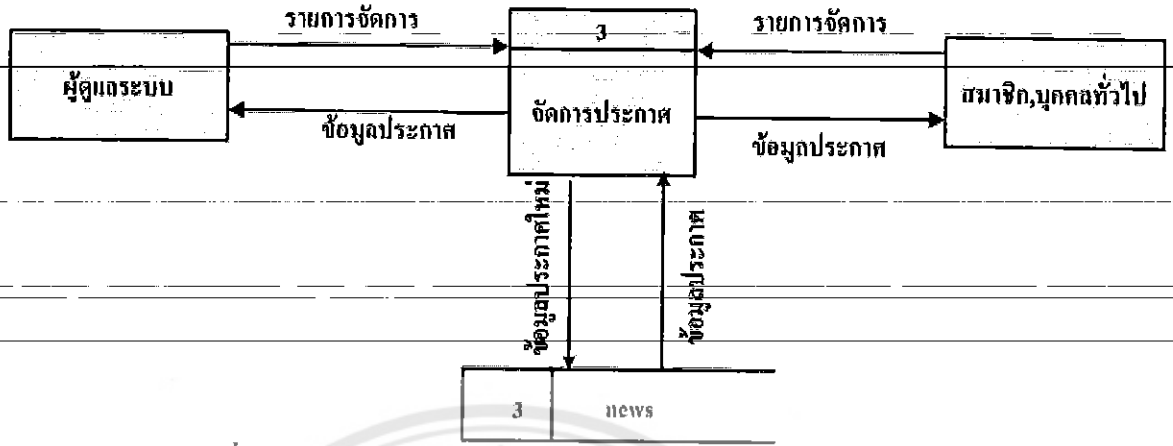 รายการจัดการ
3
รายการจัดการ
ผู้ดูแลระบบ
จัดการประกาศ
สมาชิก,บุคคลทั่วไป
ข้อมูลประกาศ
ข้อมูลประกาศ
ข้อมูลประกาศใหม่
ข้อมูลประกาศ
3
news